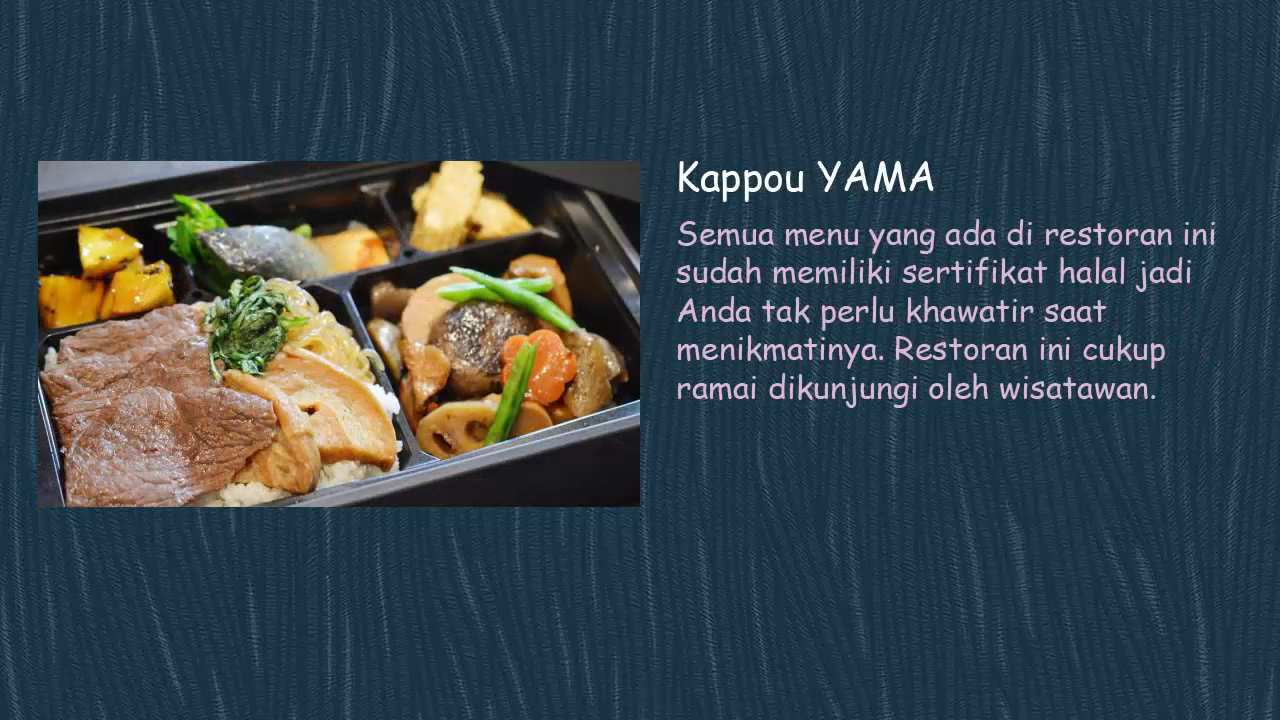 Kappou YAMA
Semua menu yang ada di restoran ini
sudah memiliki sertifikat halal jadi
Anda tak perlu khawatir saat
menikmatinya. Restoran ini cukup
ramai dikunjungi oleh wisatawan.